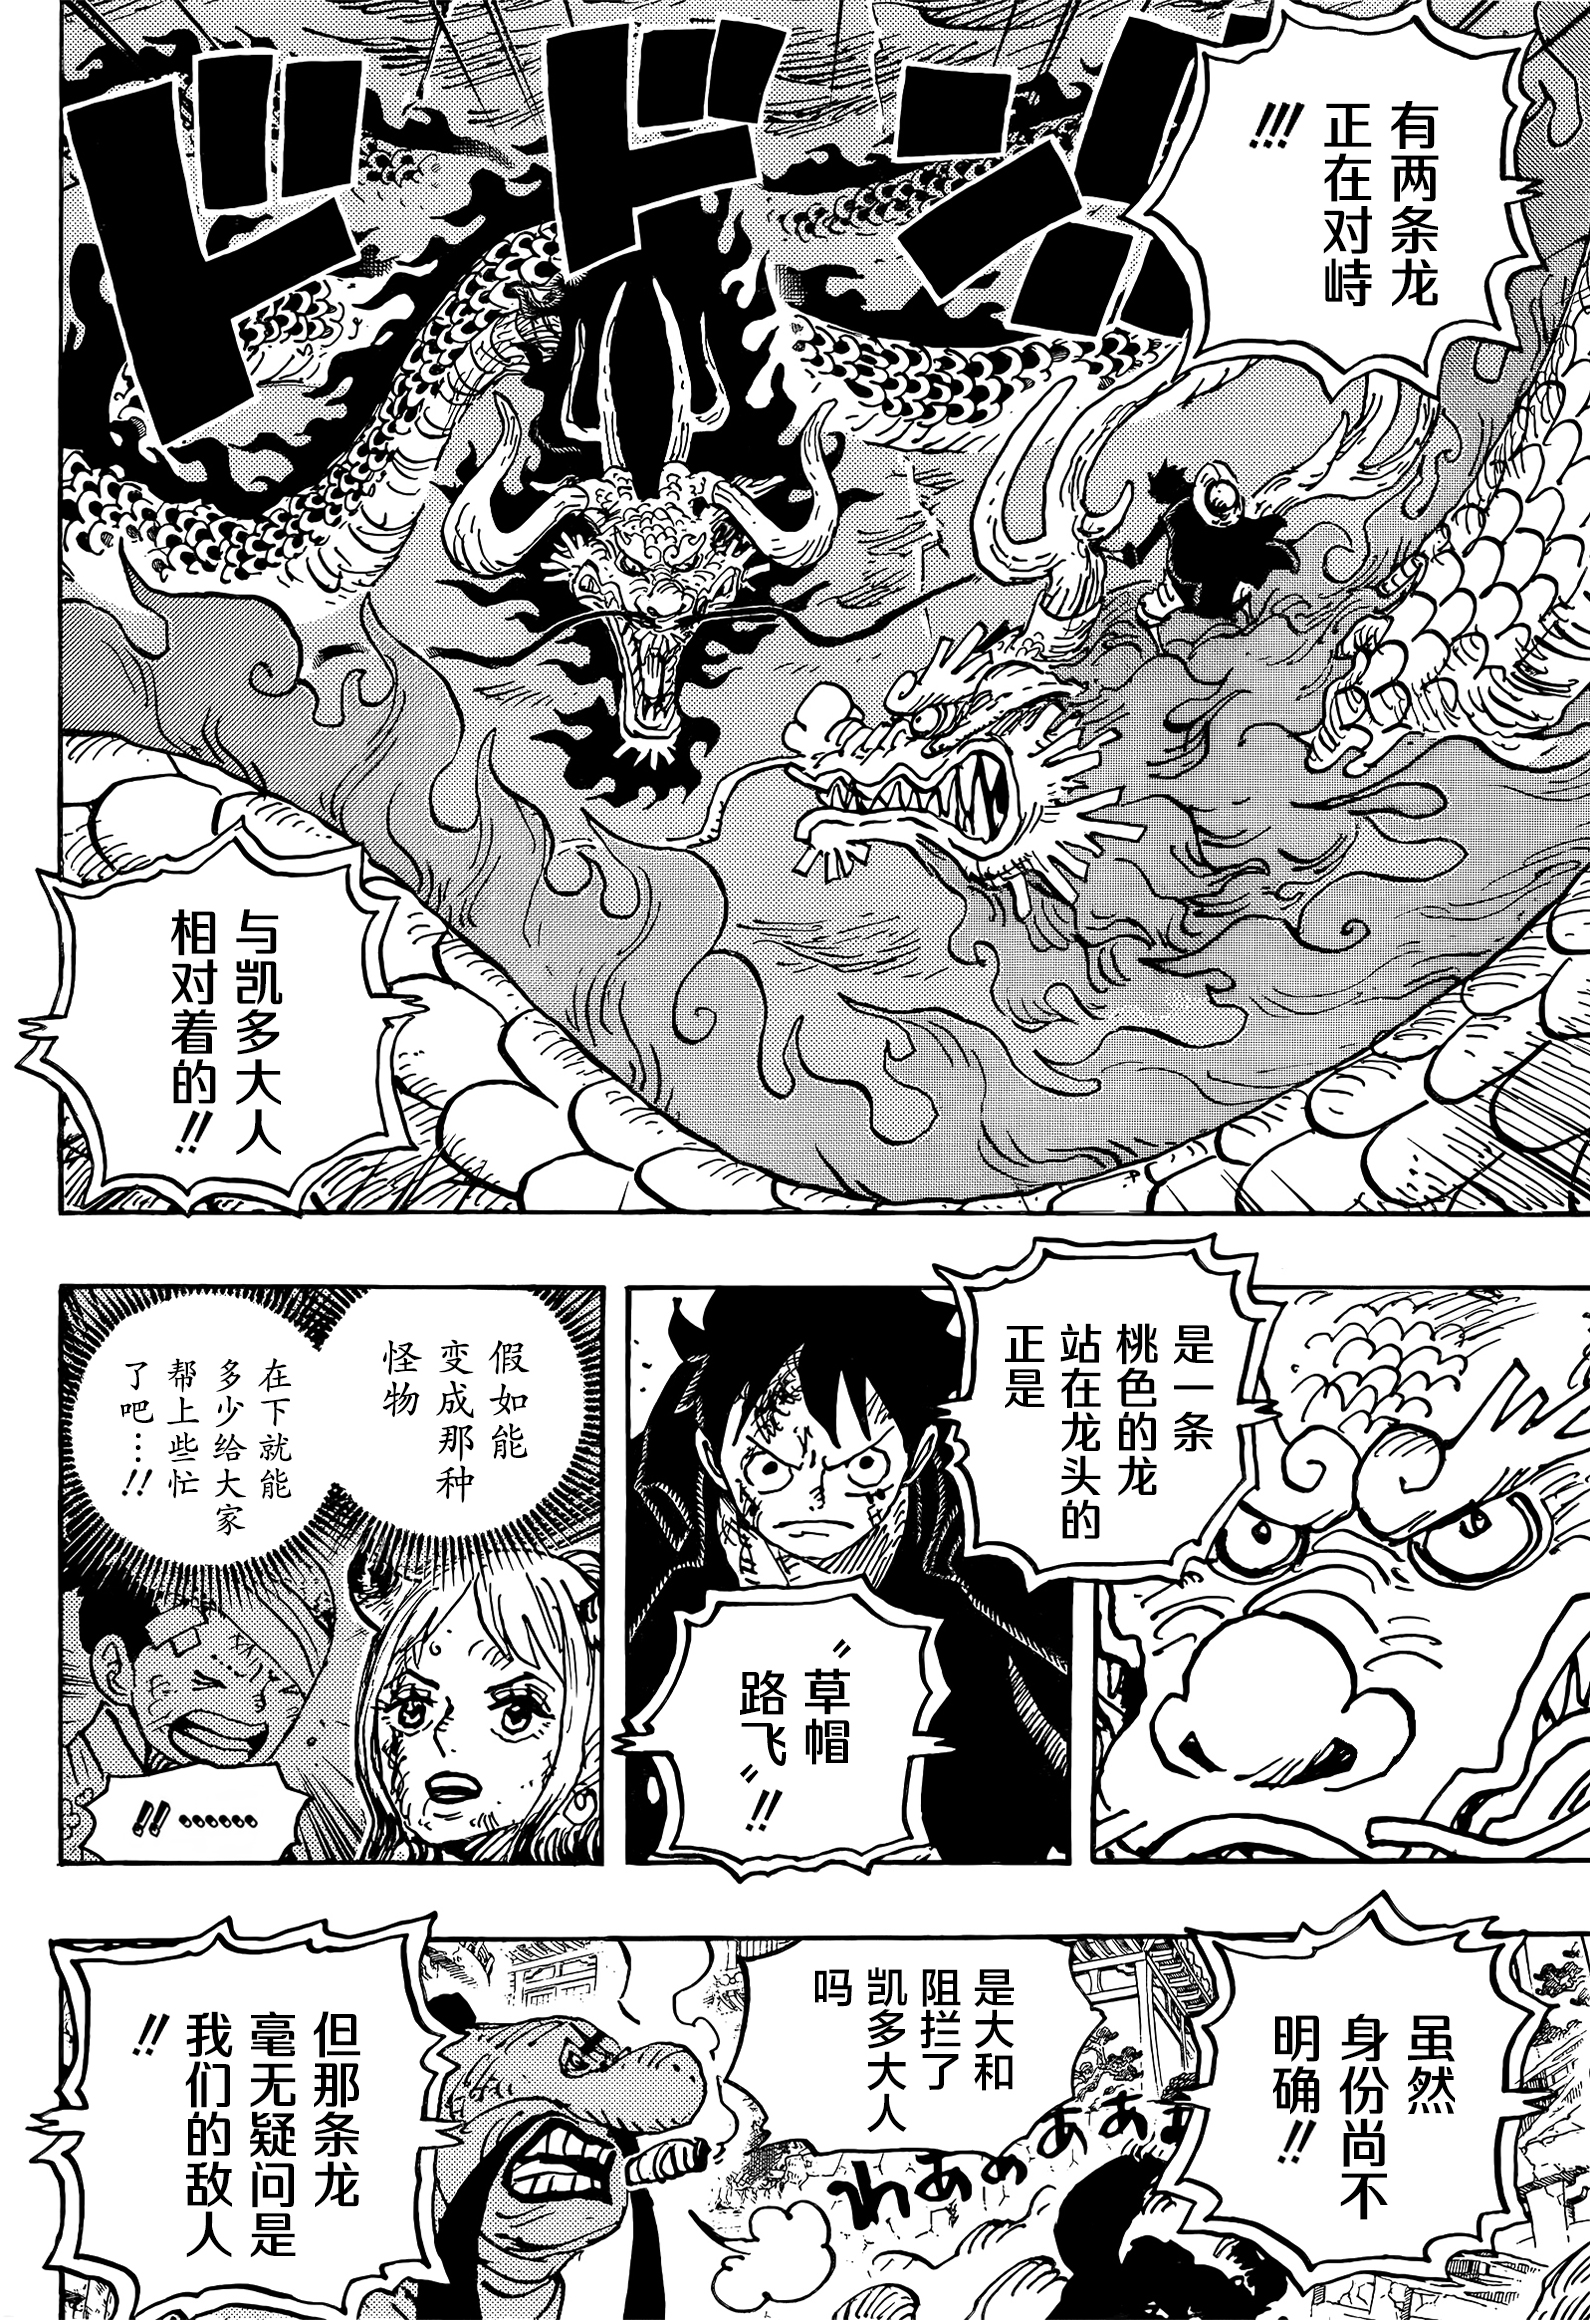 有两条龙
正在对峙
!!!
ドドン!
与凯多大人
相对着的!!
是一条
桃色的龙
站在龙头的
正是
〝草帽
路飞〟!!
假如能
变成那种
怪物
在下就能
多少给大家
帮上些忙
了吧……!!
……!!
虽然
身份尚不
明确!!
是大和
阻拦了
凯多大人
吗
わああああ
但那条龙
毫无疑问是
我们的敌人
!!